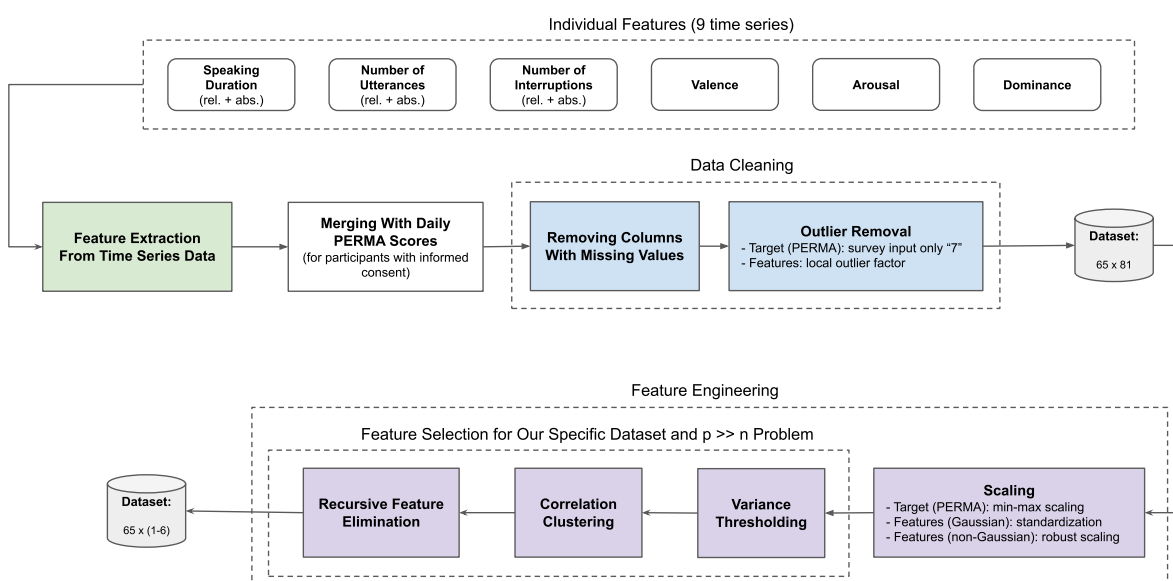 Individual Features (9 time series)
Speaking
Duration
(rel. + abs.)
Number of
Utterances
(rel. + abs.)
Number of
Interruptions
(rel. + abs.)
Valence
Arousal
Dominance
Data Cleaning
Feature Extraction
From Time Series Data
Merging With Daily
PERMA Scores
(for participants with informed
consent)
Removing Columns
With Missing Values
Outlier Removal
- Target (PERMA): survey input only “7”
- Features: local outlier factor
Dataset:
65 x 81
Feature Engineering
Feature Selection for Our Specific Dataset and p >> n Problem
Dataset:
65 x (1-6)
Recursive Feature
Elimination
Correlation
Clustering
Variance
Thresholding
Scaling
- Target (PERMA): min-max scaling
- Features (Gaussian): standardization
- Features (non-Gaussian): robust scaling